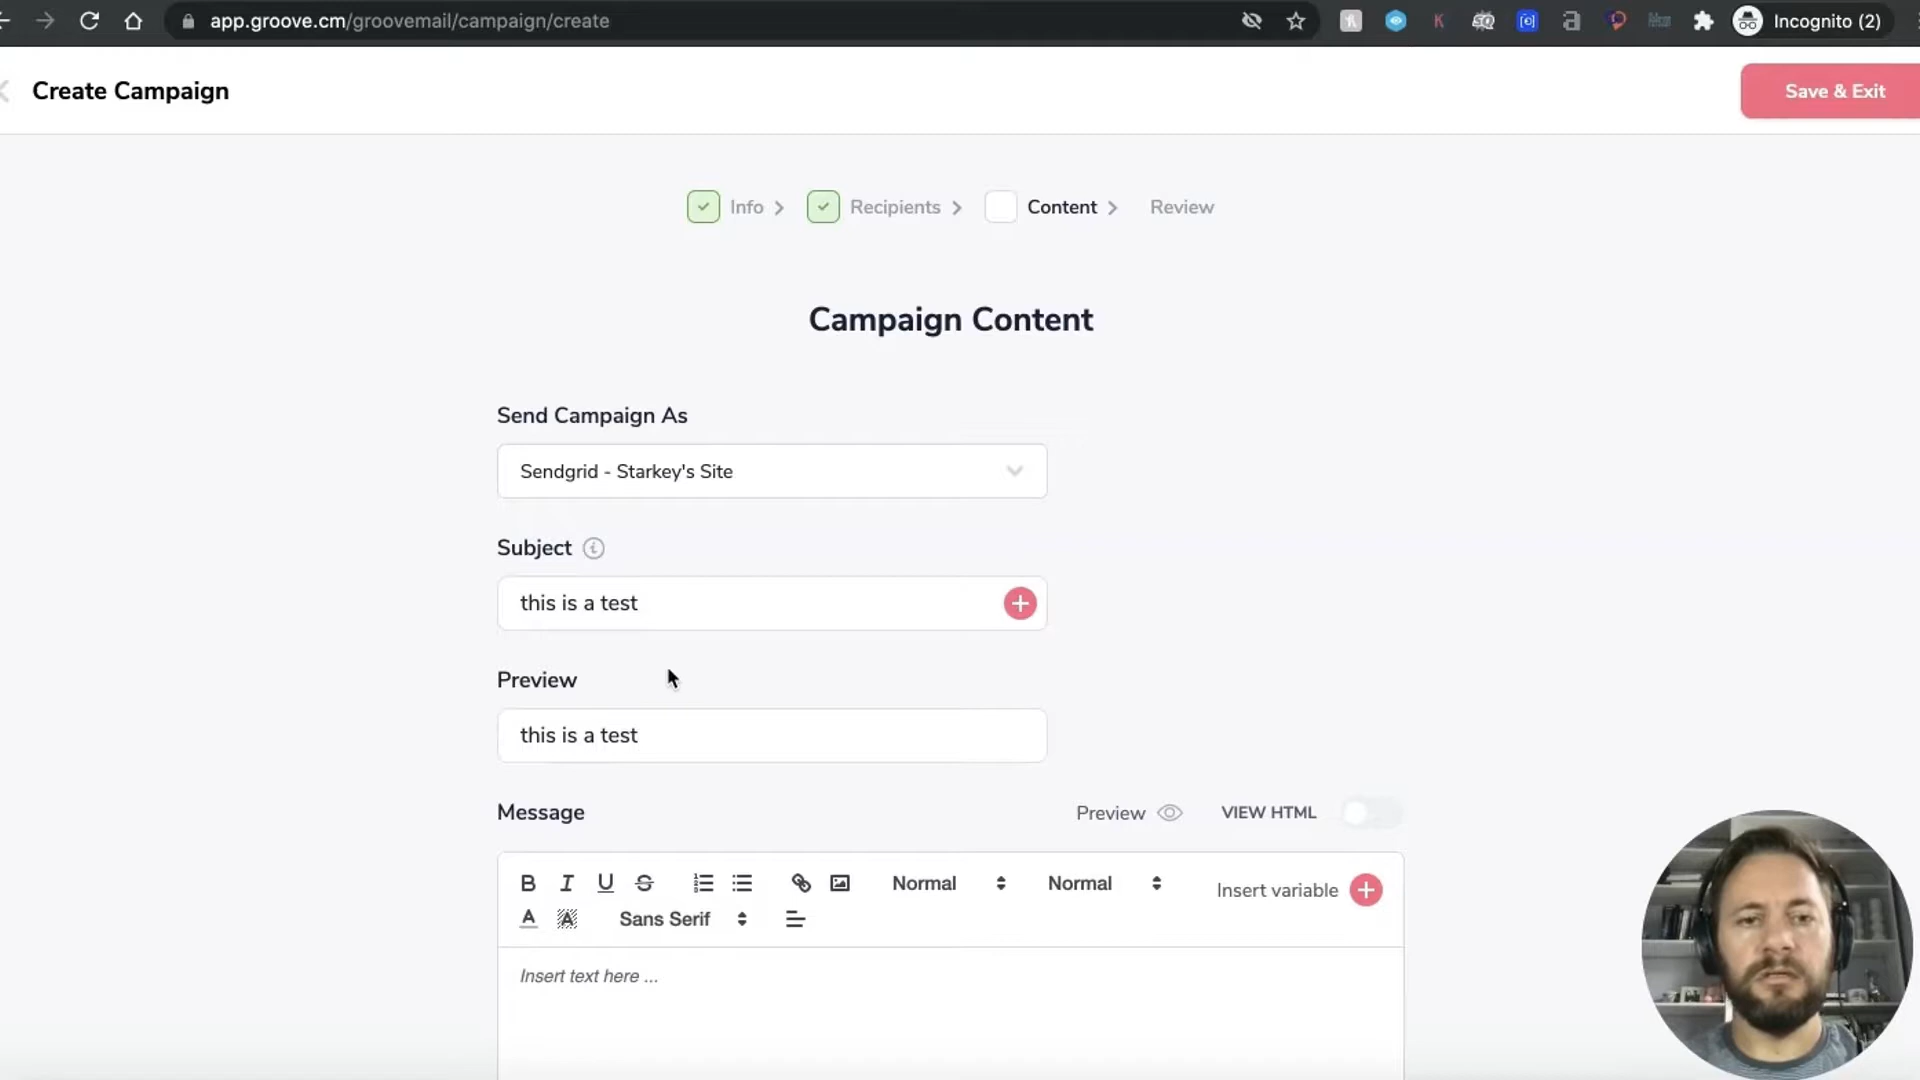 app.groove.cm/groovemail/campaign/create
Incognito (2)
Create Campaign
Save & Exit
Info
Recipients
Content
Review
Campaign Content
Send Campaign As
Sendgrid - Starkey's Site
Subject
this is a test
Preview
this is a test
Message
Preview
VIEW HTML
B I U S
Normal
Normal
Insert variable
A A
Sans Serif
Insert text here ...